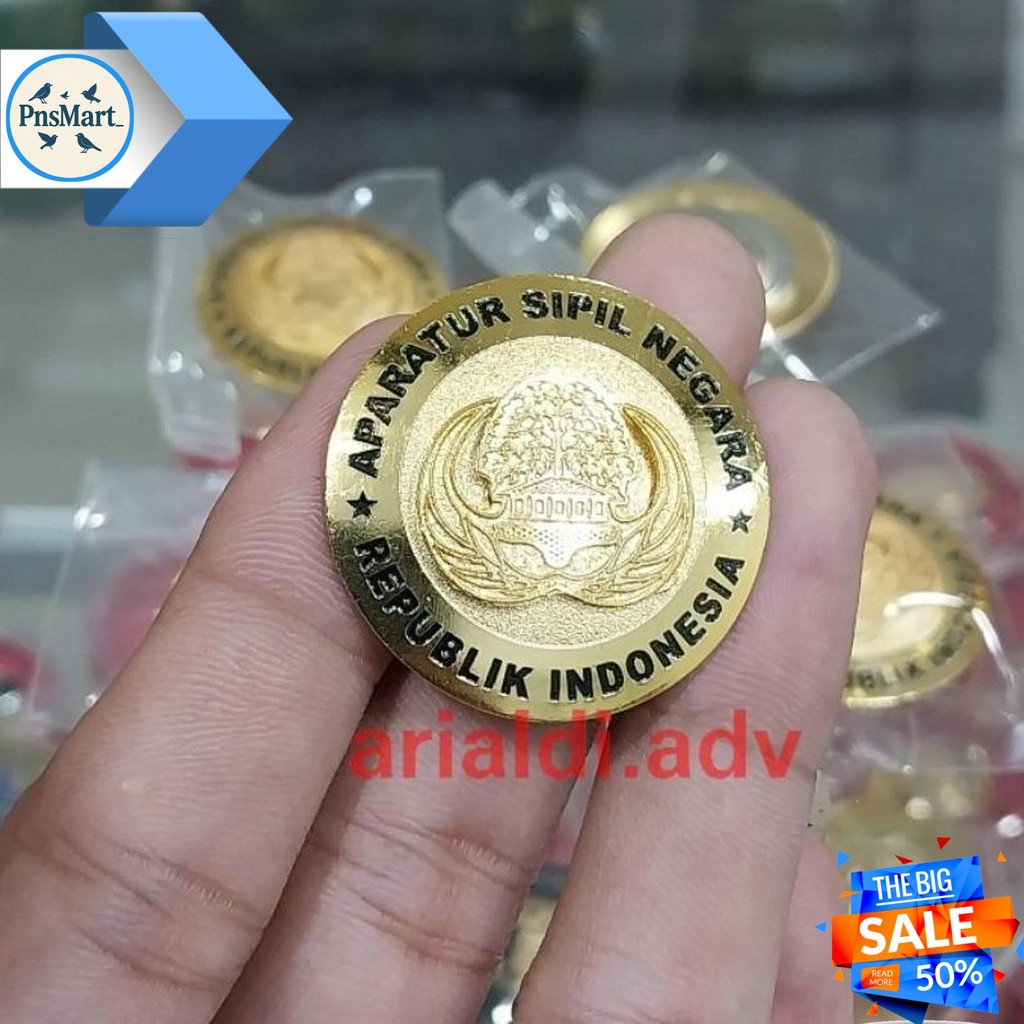 PnsMart_
APARATUR SIPIL NEGARA
REPUBLIK INDONESIA
arialdi.adv
THE BIG
SALE
READ MORE
50%